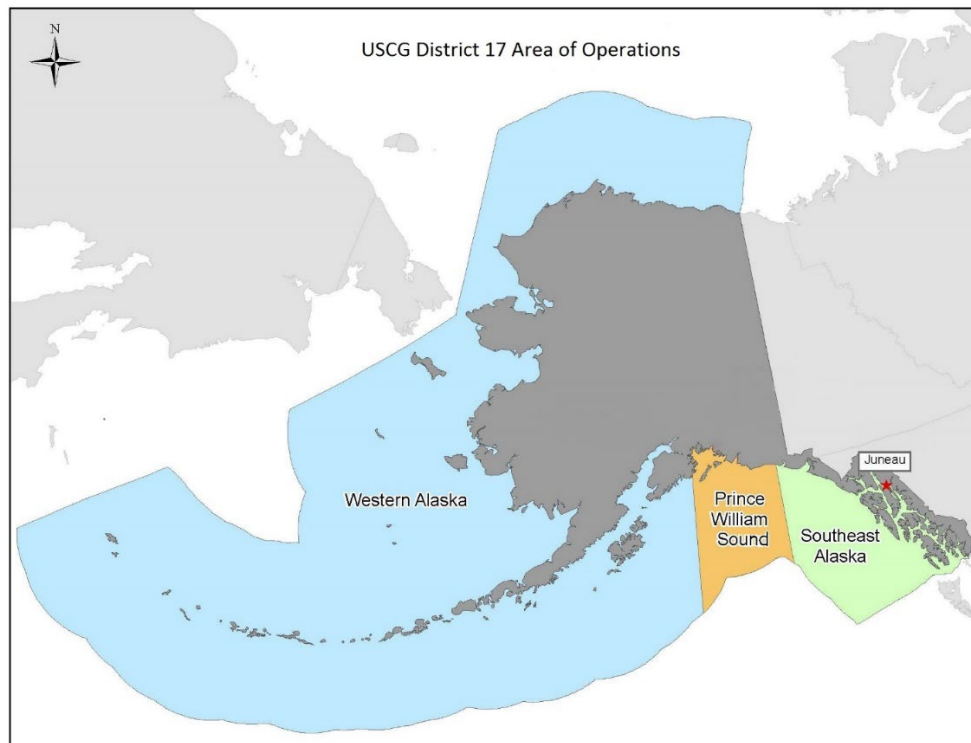 N
USCG District 17 Area of Operations
Juneau
Western Alaska
Prince
William
Sound
Southeast
Alaska